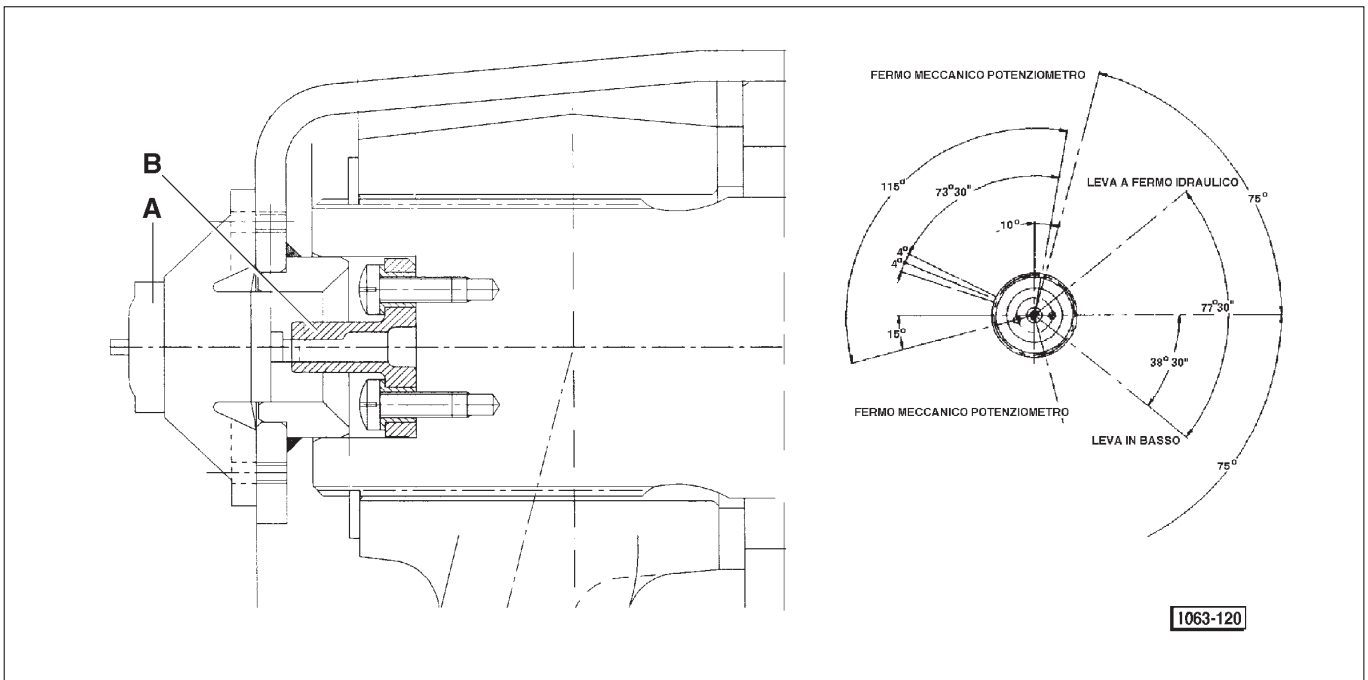 B
A
FERMO MECCANICO POTENZIOMETRO
115°
73°30"
LEVA A FERMO IDRAULICO
75°
10°
4°
4°
77°30"
15°
38° 30"
FERMO MECCANICO POTENZIOMETRO
LEVA IN BASSO
75°
1063-120